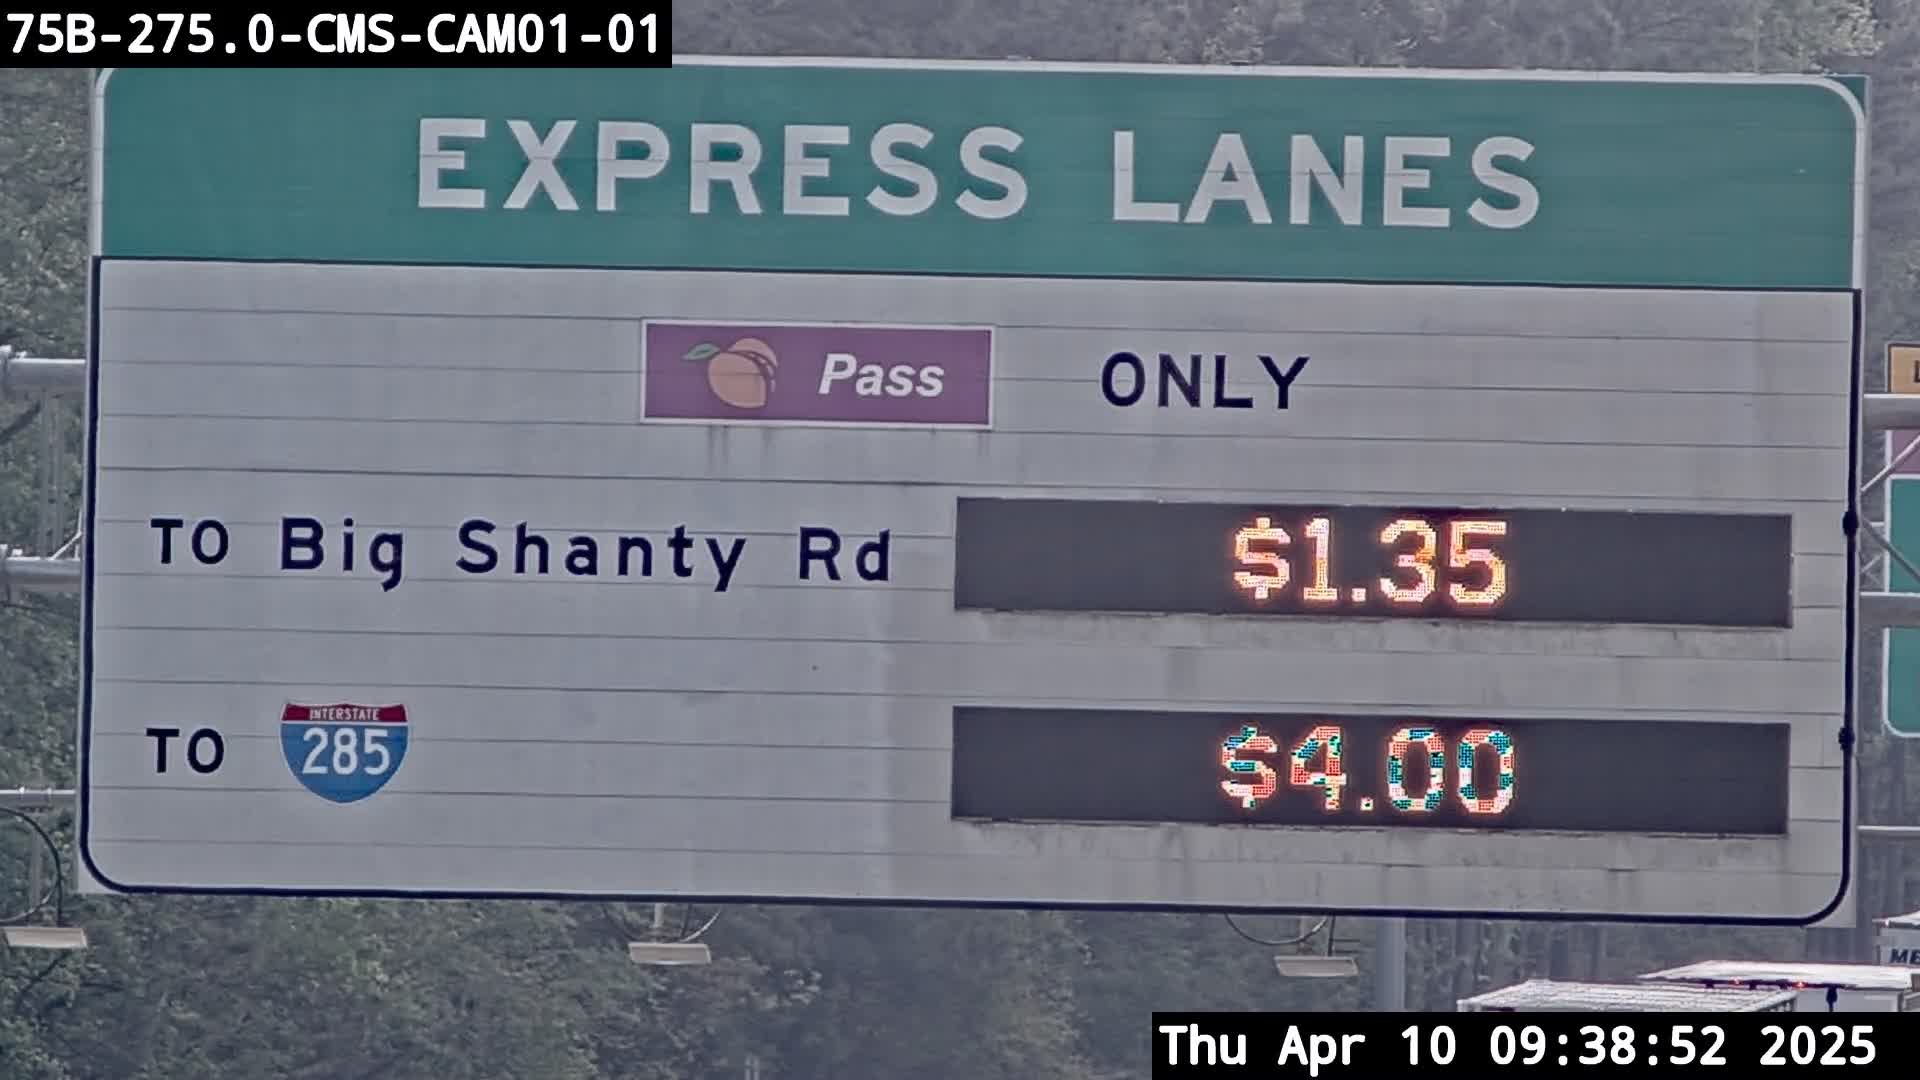 75B-275.0-CMS-CAM01-01
EXPRESS LANES
Pass ONLY
TO Big Shanty Rd $1.35
INTERSTATE
TO 285 $4.00
Thu Apr 10 09:38:52 2025